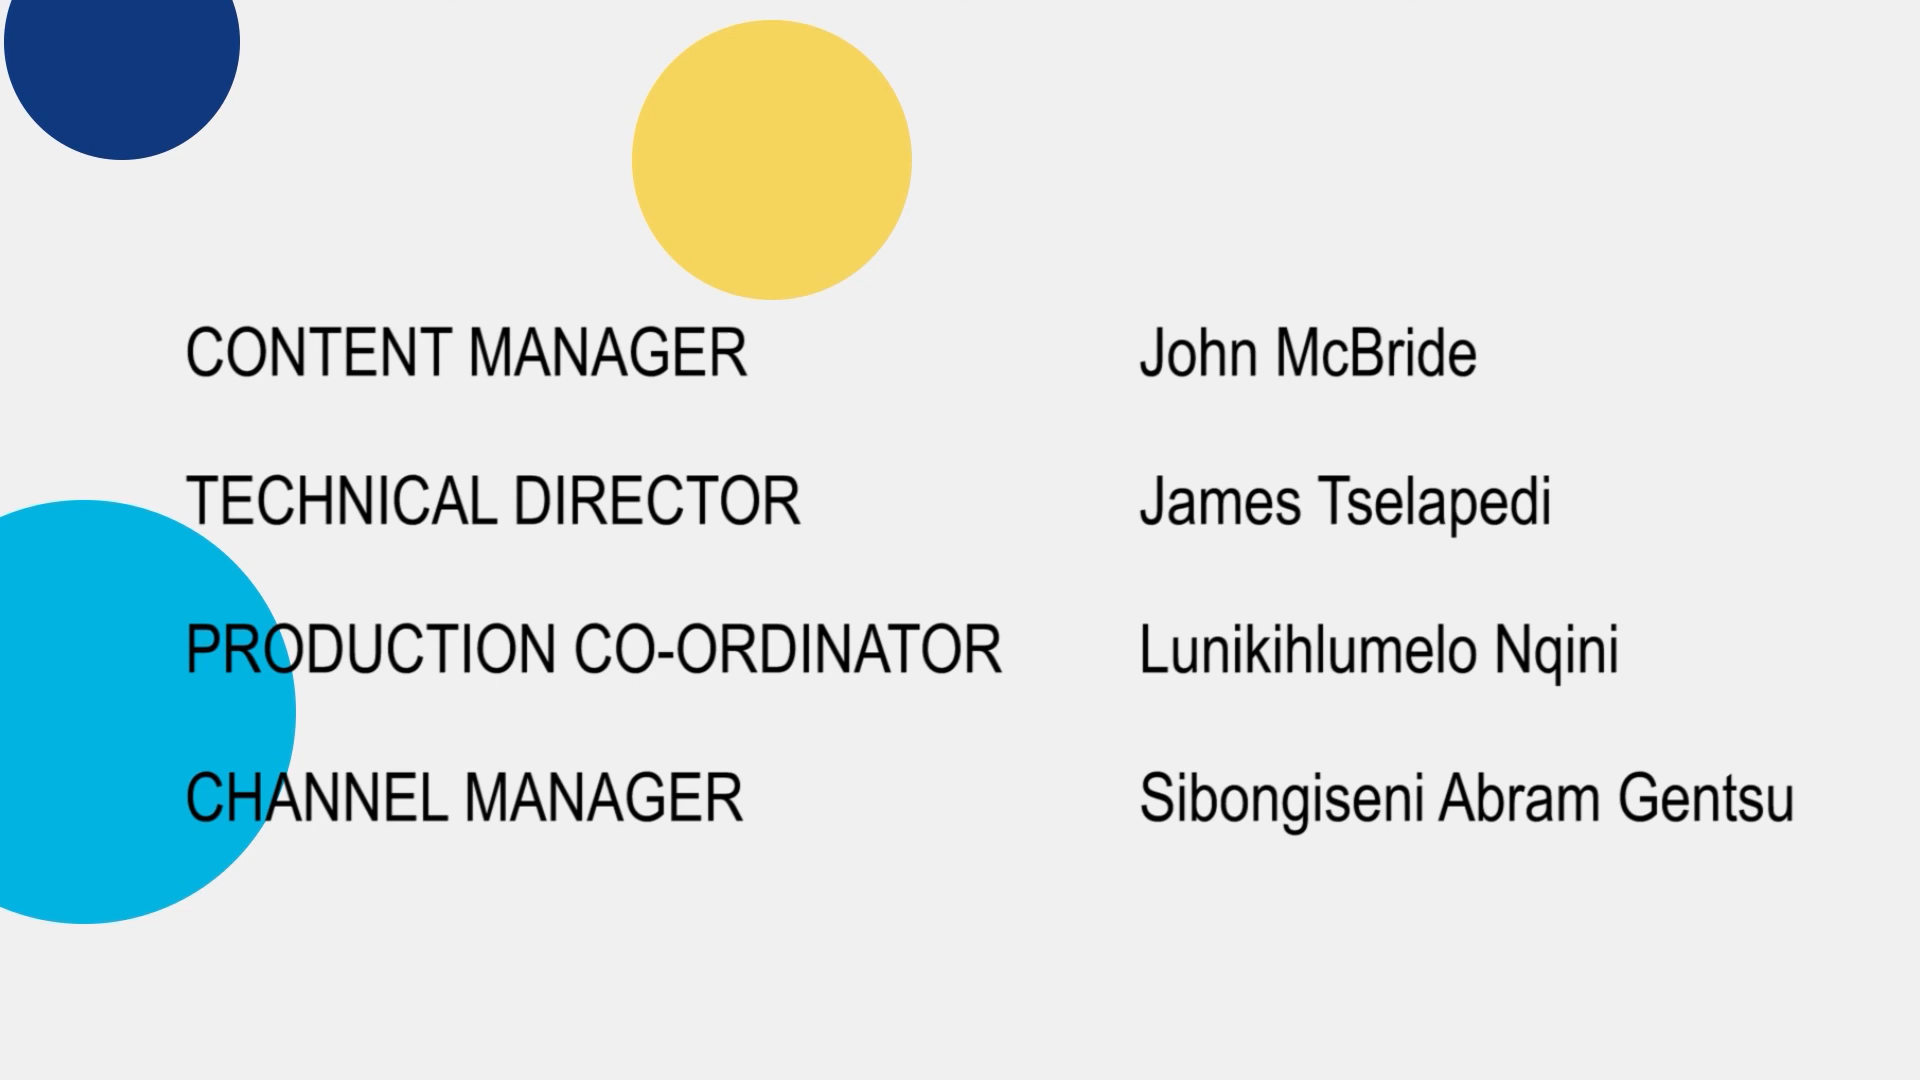 CONTENT MANAGER John McBride
TECHNICAL DIRECTOR James Tselapedi
PRODUCTION CO-ORDINATOR Lunikihlumelo Nqini
CHANNEL MANAGER Sibongiseni Abram Gentsu